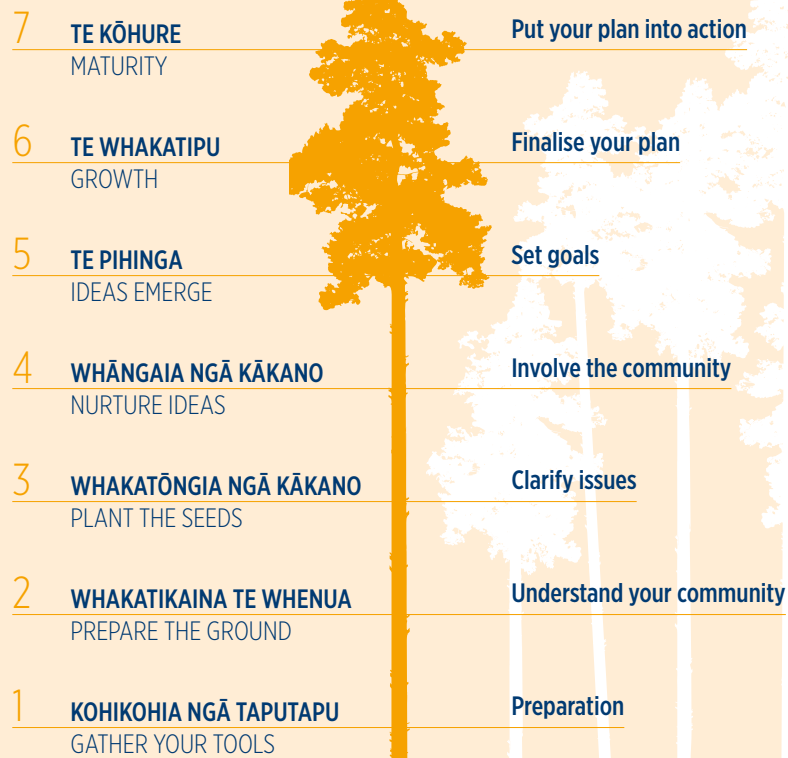 7 TE KŌHURE Put your plan into action
MATURITY
6 TE WHAKATIPU Finalise your plan
GROWTH
5 TE PIHINGA Set goals
IDEAS EMERGE
4 WHĀNGAIA NGĀ KĀKANO Involve the community
NURTURE IDEAS
3 WHAKATŌNGIA NGĀ KĀKANO Clarify issues
PLANT THE SEEDS
2 WHAKATIKAINA TE WHENUA Understand your community
PREPARE THE GROUND
1 KOHIKOHIA NGĀ TAPUTAPU Preparation
GATHER YOUR TOOLS